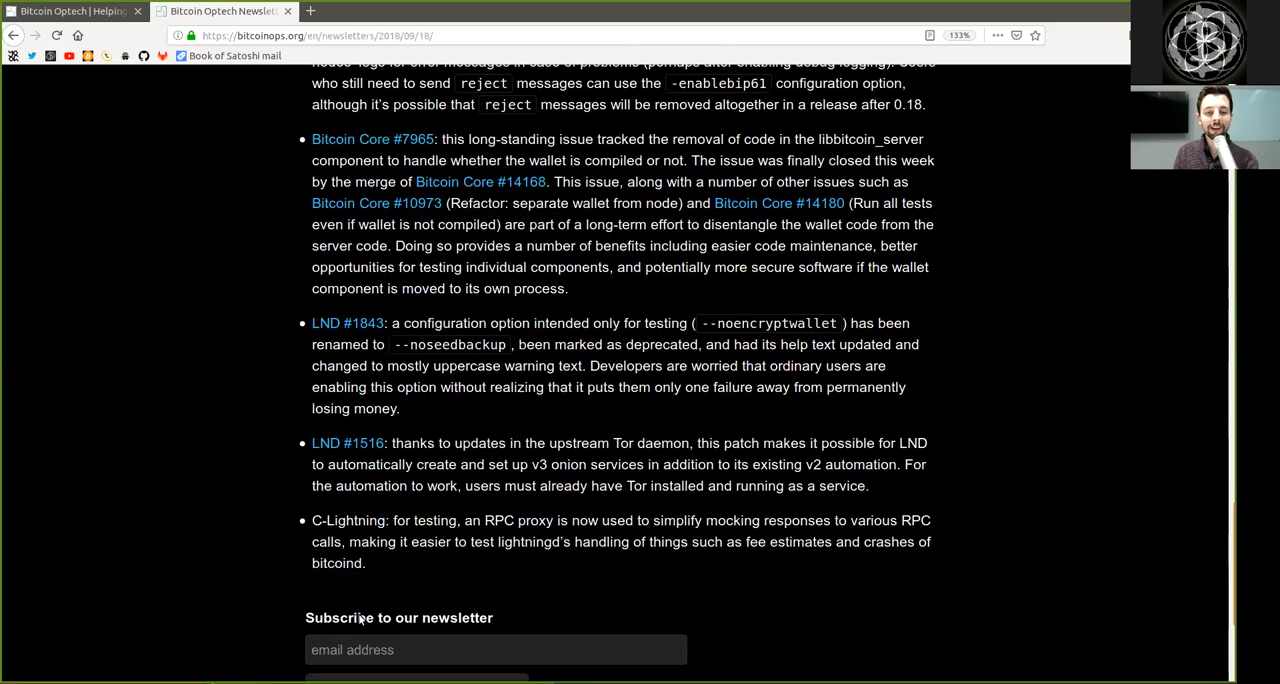 Bitcoin Optech | Helping
Bitcoin Optech Newslett
https://bitcoinops.org/en/newsletters/2018/09/18/
133%
Book of Satoshi mail
who still need to send reject messages can use the -enablebip61 configuration option,
although it's possible that reject messages will be removed altogether in a release after 0.18.
Bitcoin Core #7965: this long-standing issue tracked the removal of code in the libbitcoin_server
component to handle whether the wallet is compiled or not. The issue was finally closed this week
by the merge of Bitcoin Core #14168. This issue, along with a number of other issues such as
Bitcoin Core #10973 (Refactor: separate wallet from node) and Bitcoin Core #14180 (Run all tests
even if wallet is not compiled) are part of a long-term effort to disentangle the wallet code from the
server code. Doing so provides a number of benefits including easier code maintenance, better
opportunities for testing individual components, and potentially more secure software if the wallet
component is moved to its own process.
LND #1843: a configuration option intended only for testing (--noencryptwallet) has been
renamed to --noseedbackup, been marked as deprecated, and had its help text updated and
changed to mostly uppercase warning text. Developers are worried that ordinary users are
enabling this option without realizing that it puts them only one failure away from permanently
losing money.
LND #1516: thanks to updates in the upstream Tor daemon, this patch makes it possible for LND
to automatically create and set up v3 onion services in addition to its existing v2 automation. For
the automation to work, users must already have Tor installed and running as a service.
C-Lightning: for testing, an RPC proxy is now used to simplify mocking responses to various RPC
calls, making it easier to test lightningd's handling of things such as fee estimates and crashes of
bitcoind.
Subscribe to our newsletter
email address